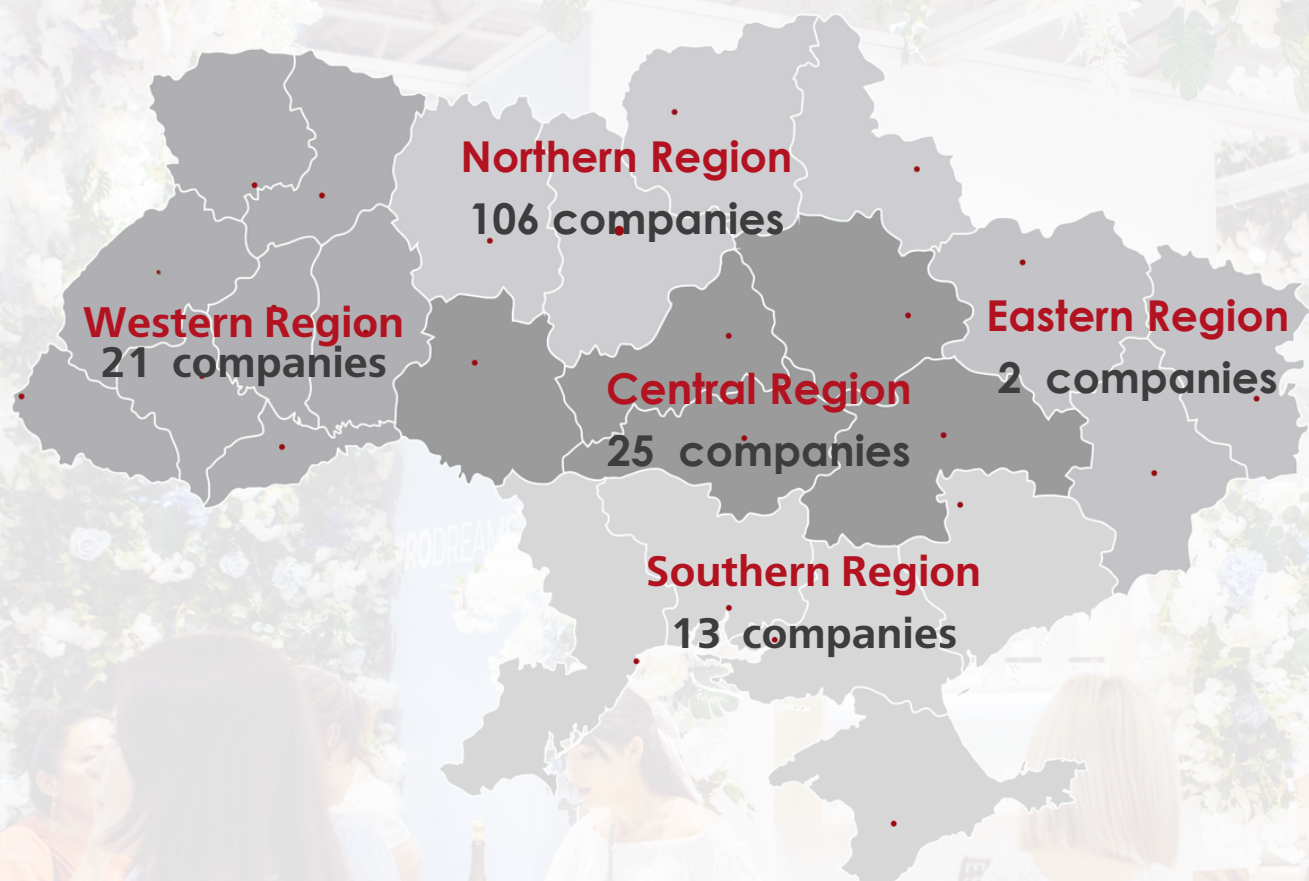 Northern Region
106 companies
Western Region
21 companies
Eastern Region
2 companies
Central Region
25 companies
Southern Region
13 companies